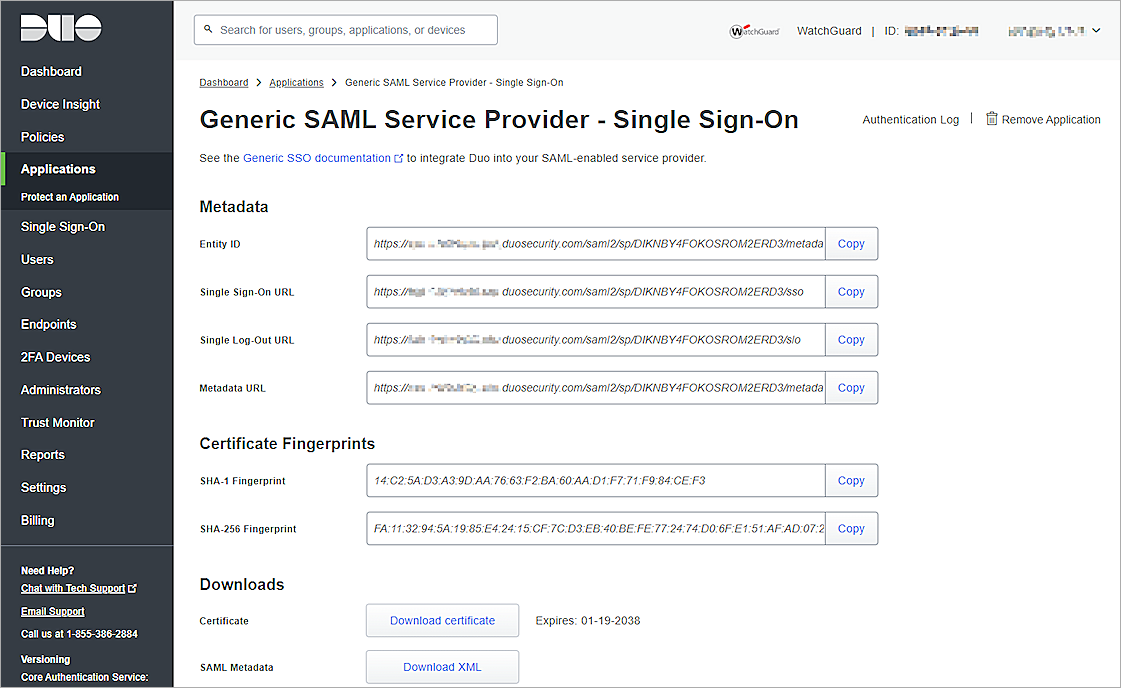 DUO
Search for users, groups, applications, or devices
WatchGuard WatchGuard | ID:
Dashboard
Device Insight
Policies
Applications
Protect an Application
Single Sign-On
Users
Groups
Endpoints
2FA Devices
Administrators
Trust Monitor
Reports
Settings
Billing
Need Help?
Chat with Tech Support
Email Support
Call us at 1-855-386-2884
Versioning
Core Authentication Service:
Dashboard > Applications > Generic SAML Service Provider - Single Sign-On
Generic SAML Service Provider - Single Sign-On
Authentication Log | Remove Application
See the Generic SSO documentation to integrate Duo into your SAML-enabled service provider.
Metadata
Entity ID https:// .duosecurity.com/saml2/sp/DIKNBY4FOKOSROM2ERD3/metada Copy
Single Sign-On URL https:// .duosecurity.com/saml2/sp/DIKNBY4FOKOSROM2ERD3/sso Copy
Single Log-Out URL https:// .duosecurity.com/saml2/sp/DIKNBY4FOKOSROM2ERD3/slo Copy
Metadata URL https:// .duosecurity.com/saml2/sp/DIKNBY4FOKOSROM2ERD3/metada Copy
Certificate Fingerprints
SHA-1 Fingerprint 14:C2:5A:D3:A3:9D:AA:76:63:F2:BA:60:AA:D1:F7:71:F9:84:CE:F3 Copy
SHA-256 Fingerprint FA:11:32:94:5A:19:85:E4:24:15:CF:7C:D3:EB:40:BE:FE:77:24:74:D0:6F:E1:51:AF:AD:07:2 Copy
Downloads
Certificate Download certificate Expires: 01-19-2038
SAML Metadata Download XML